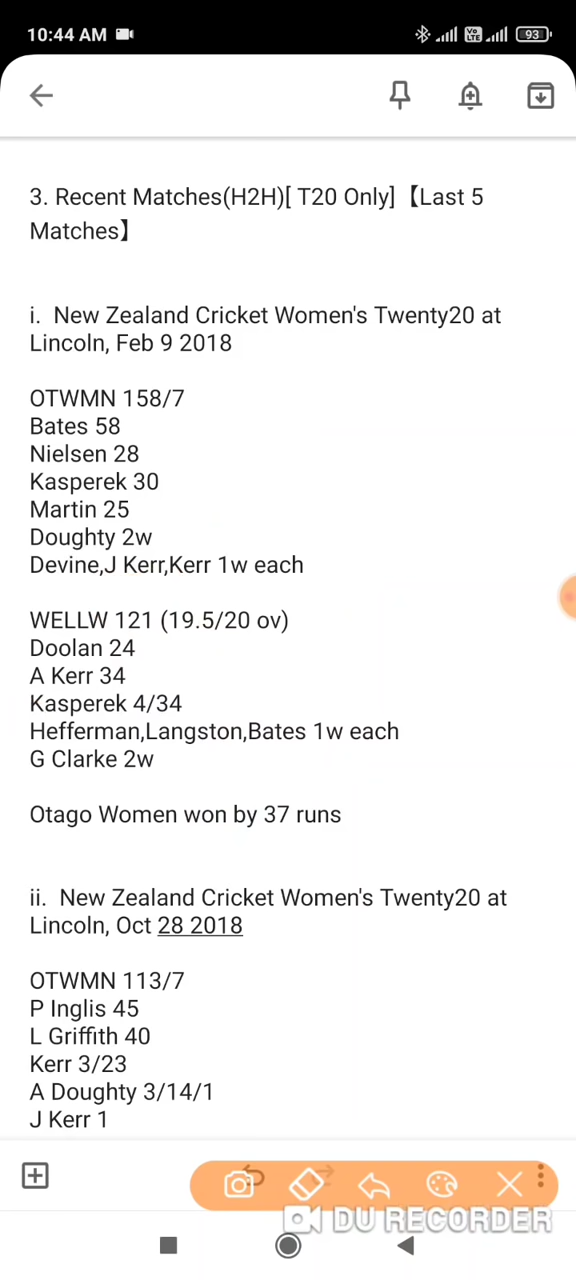 10:44 AM
Vo LTE
93
3. Recent Matches(H2H)[ T20 Only]【Last 5
Matches】
i.  New Zealand Cricket Women's Twenty20 at
Lincoln, Feb 9 2018
OTWMN 158/7
Bates 58
Nielsen 28
Kasperek 30
Martin 25
Doughty 2w
Devine,J Kerr,Kerr 1w each
WELLW 121 (19.5/20 ov)
Doolan 24
A Kerr 34
Kasperek 4/34
Hefferman,Langston,Bates 1w each
G Clarke 2w
Otago Women won by 37 runs
ii.  New Zealand Cricket Women's Twenty20 at
Lincoln, Oct 28 2018
OTWMN 113/7
P Inglis 45
L Griffith 40
Kerr 3/23
A Doughty 3/14/1
J Kerr 1
DU RECORDER